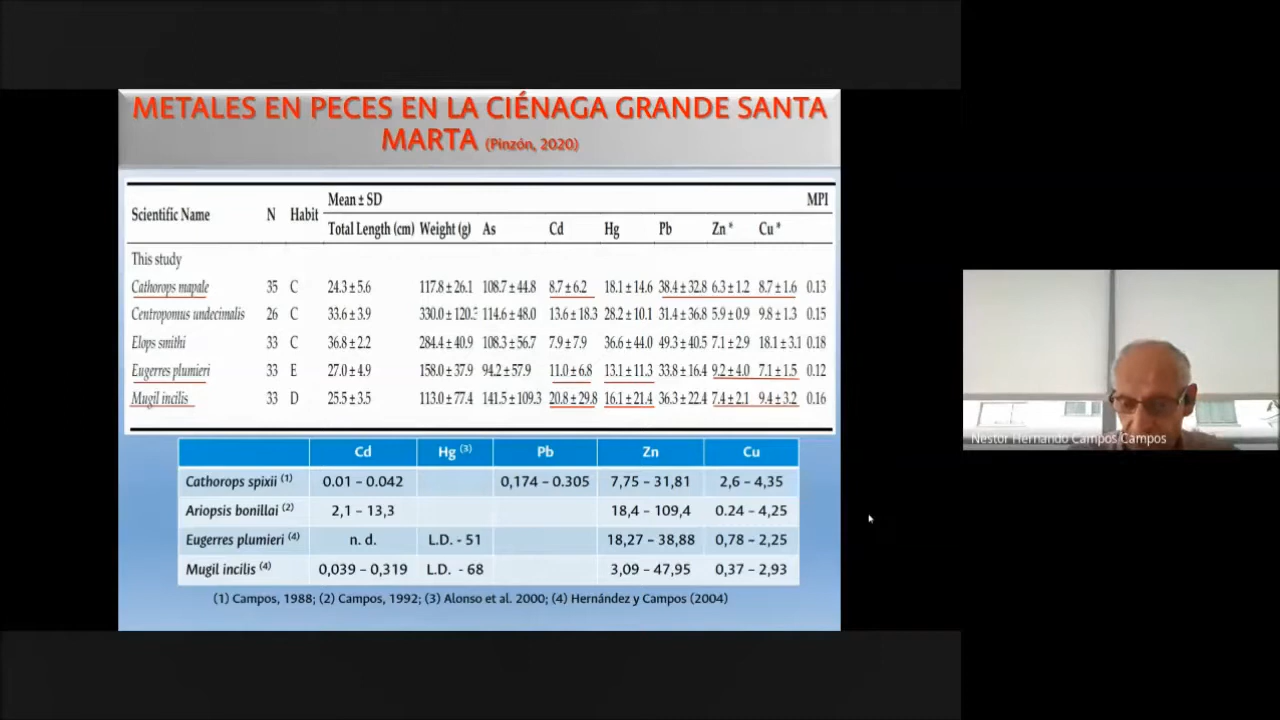 METALES EN PECES EN LA CIÉNAGA GRANDE SANTA
MARTA (Pinzón, 2020)
Mean ± SD MPI
Scientific Name N Habit
Total Length (cm) Weight (g) As Cd Hg Pb Zn * Cu *
This study
Cathorops mapale 35 C 24.3 ± 5.6 117.8 ± 26.1 108.7 ± 44.8 8.7 ± 6.2 18.1 ± 14.6 38.4 ± 32.8 6.3 ± 1.2 8.7 ± 1.6 0.13
Centropomus undecimalis 26 C 33.6 ± 3.9 330.0 ± 120. 114.6 ± 48.0 13.6 ± 18.3 28.2 ± 10.1 31.4 ± 36.8 5.9 ± 0.9 9.8 ± 1.3 0.15
Elops smithi 33 C 36.8 ± 2.2 284.4 ± 40.9 108.3 ± 56.7 7.9 ± 7.9 36.6 ± 44.0 49.3 ± 40.5 7.1 ± 2.9 18.1 ± 3.1 0.18
Eugerres plumieri 33 E 27.0 ± 4.9 158.0 ± 37.9 94.2 ± 57.9 11.0 ± 6.8 13.1 ± 11.3 33.8 ± 16.4 9.2 ± 4.0 7.1 ± 1.5 0.12
Mugil incilis 33 D 25.5 ± 3.5 113.0 ± 77.4 141.5 ± 109.3 20.8 ± 29.8 16.1 ± 21.4 36.3 ± 22.4 7.4 ± 2.1 9.4 ± 3.2 0.16
Cd Hg (3) Pb Zn Cu
Cathorops spixii (1) 0.01 – 0.042 0,174 – 0.305 7,75 – 31,81 2,6 – 4,35
Ariopsis bonillai (2) 2,1 – 13,3 18,4 – 109,4 0.24 – 4,25
Eugerres plumieri (4) n. d. L.D. - 51 18,27 – 38,88 0,78 – 2,25
Mugil incilis (4) 0,039 – 0,319 L.D. - 68 3,09 – 47,95 0,37 – 2,93
(1) Campos, 1988; (2) Campos, 1992; (3) Alonso et al. 2000; (4) Hernández y Campos (2004)
Nestor Hernando Campos Campos